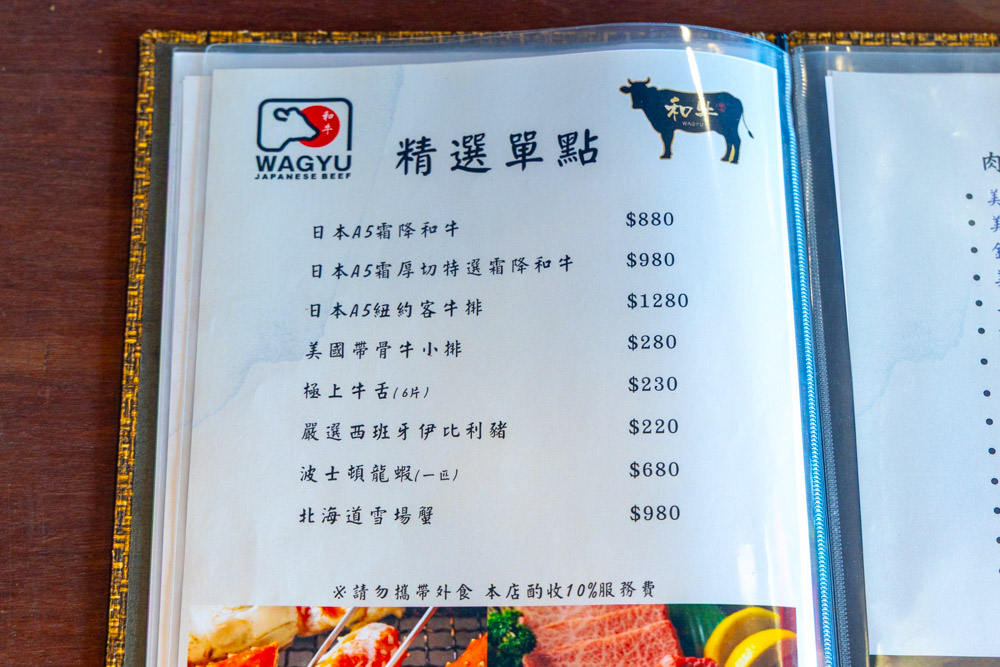 和牛
WAGYU
JAPANESE BEEF
精選單點
和牛
WAGYU
日本A5霜降和牛 $880
日本A5霜厚切特選霜降和牛 $980
日本A5紐約客牛排 $1280
美國帶骨牛小排 $280
極上牛舌(6片) $230
嚴選西班牙伊比利豬 $220
波士頓龍蝦(一匹) $680
北海道雪場蟹 $980
※請勿攜帶外食 本店酌收10%服務費
肉
美